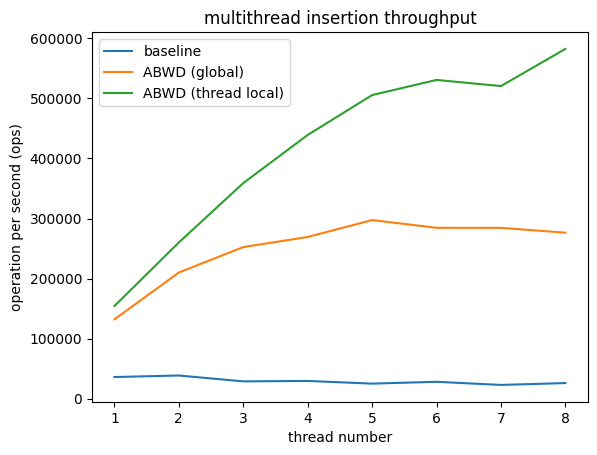 multithread insertion throughput
baseline
ABWD (global)
ABWD (thread local)
operation per second (ops)
600000
500000
400000
300000
200000
100000
0
1 2 3 4 5 6 7 8
thread number